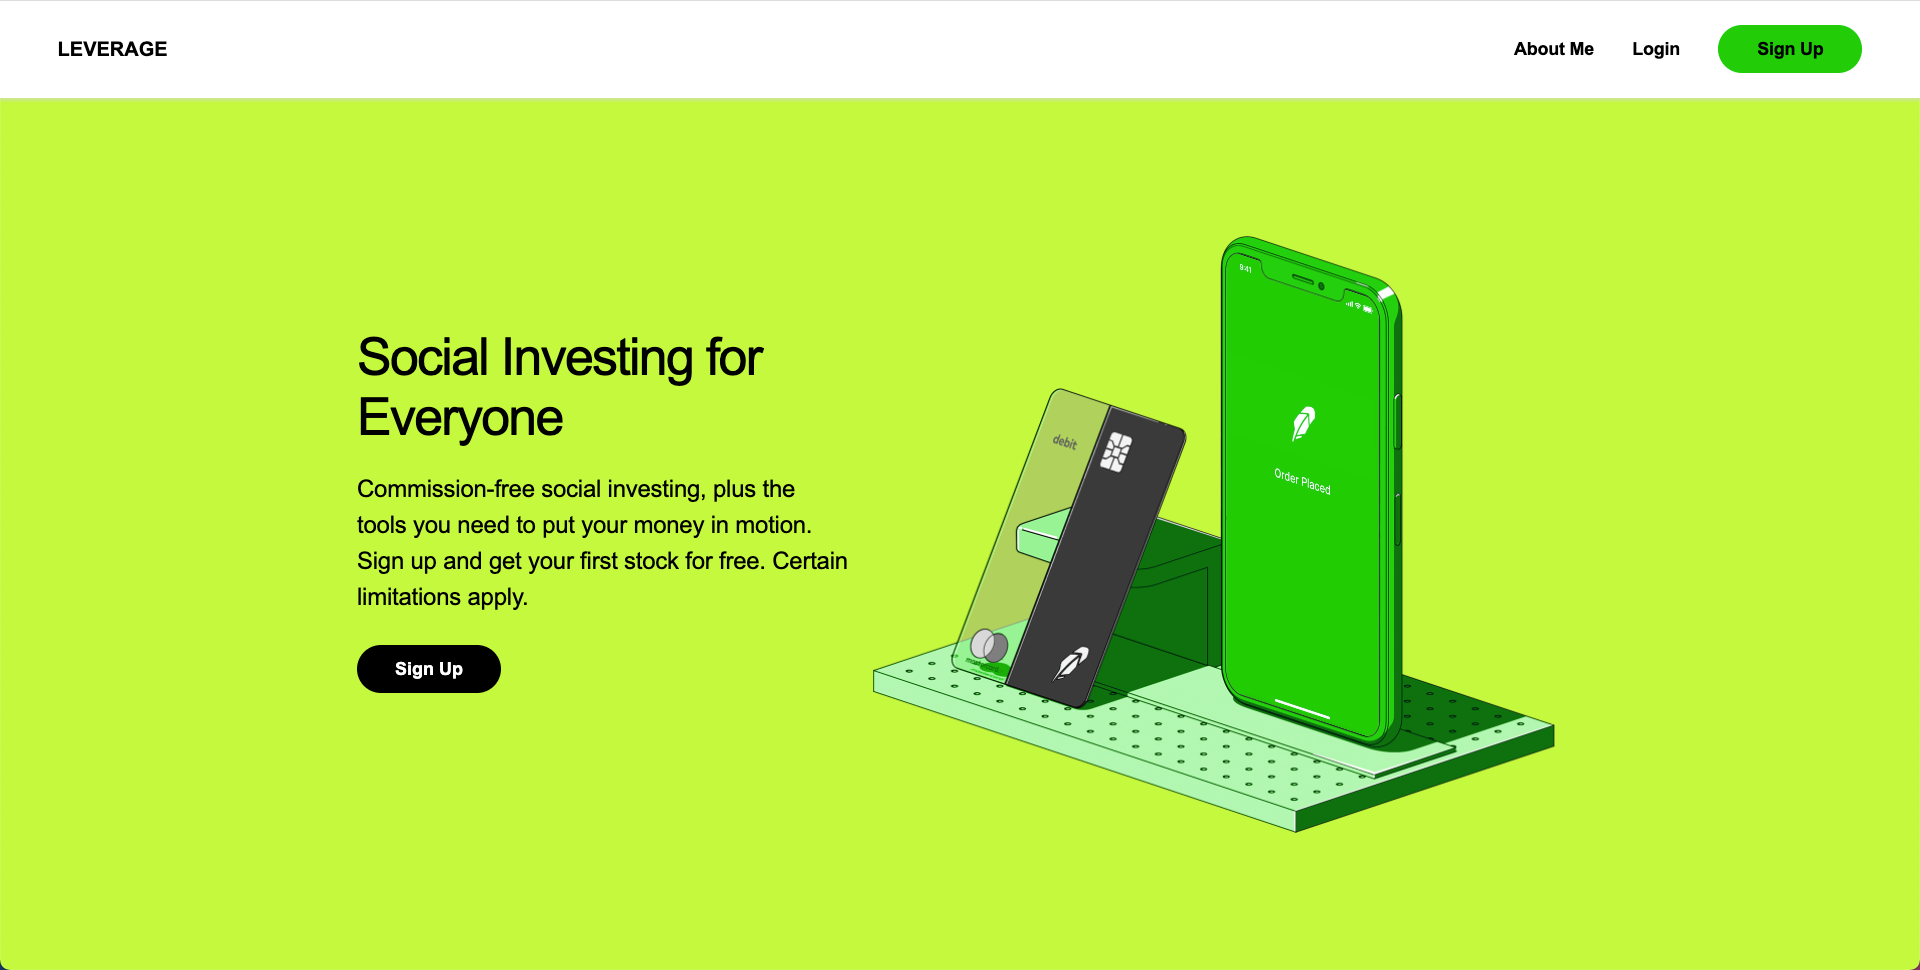 LEVERAGE
About Me
Login
Sign Up
Social Investing for
Everyone
Commission-free social investing, plus the
tools you need to put your money in motion.
Sign up and get your first stock for free. Certain
limitations apply.
Sign Up
debit
9:41
Order Placed